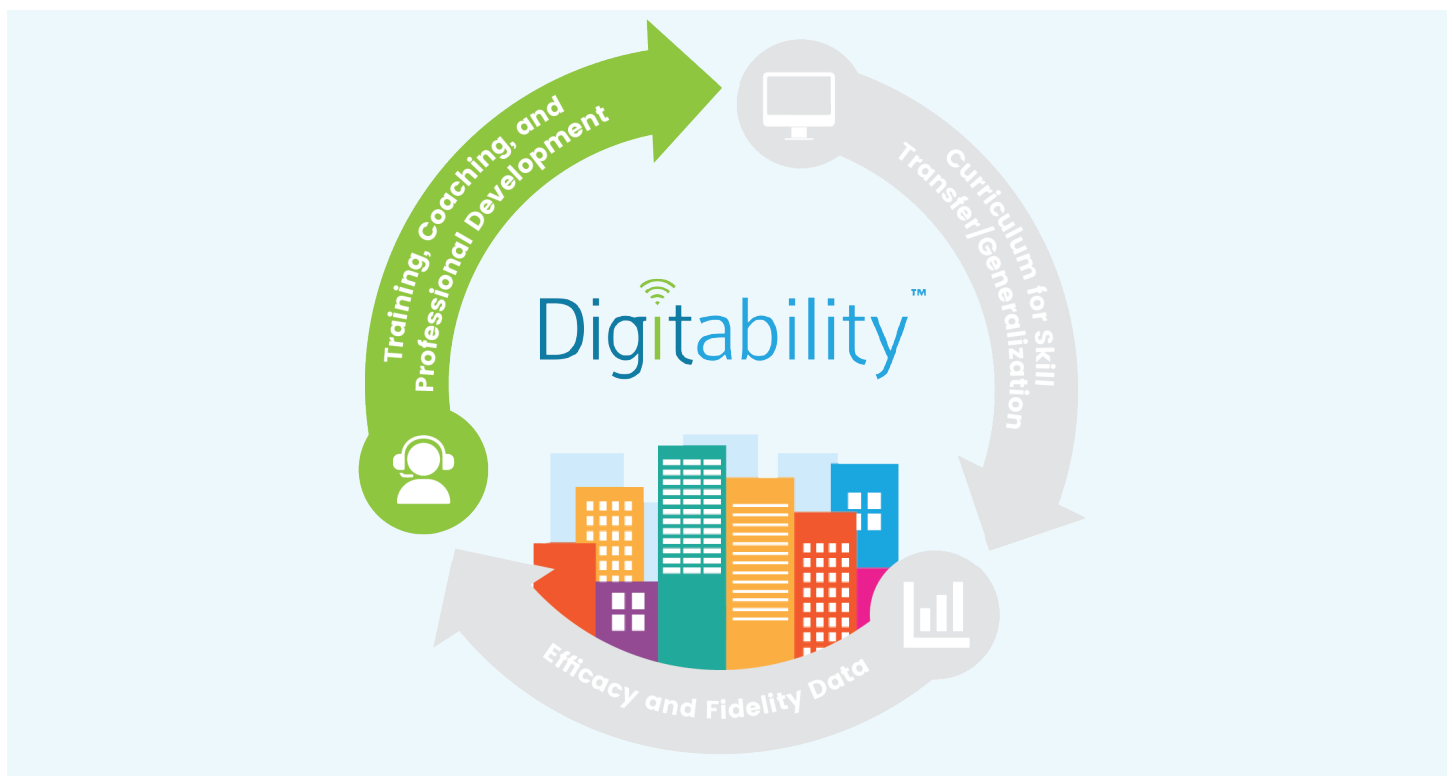 Training, Coaching, and
Professional Development
Curriculum for Skill
Transfer/Generalization
Digitability™
Efficacy and Fidelity Data